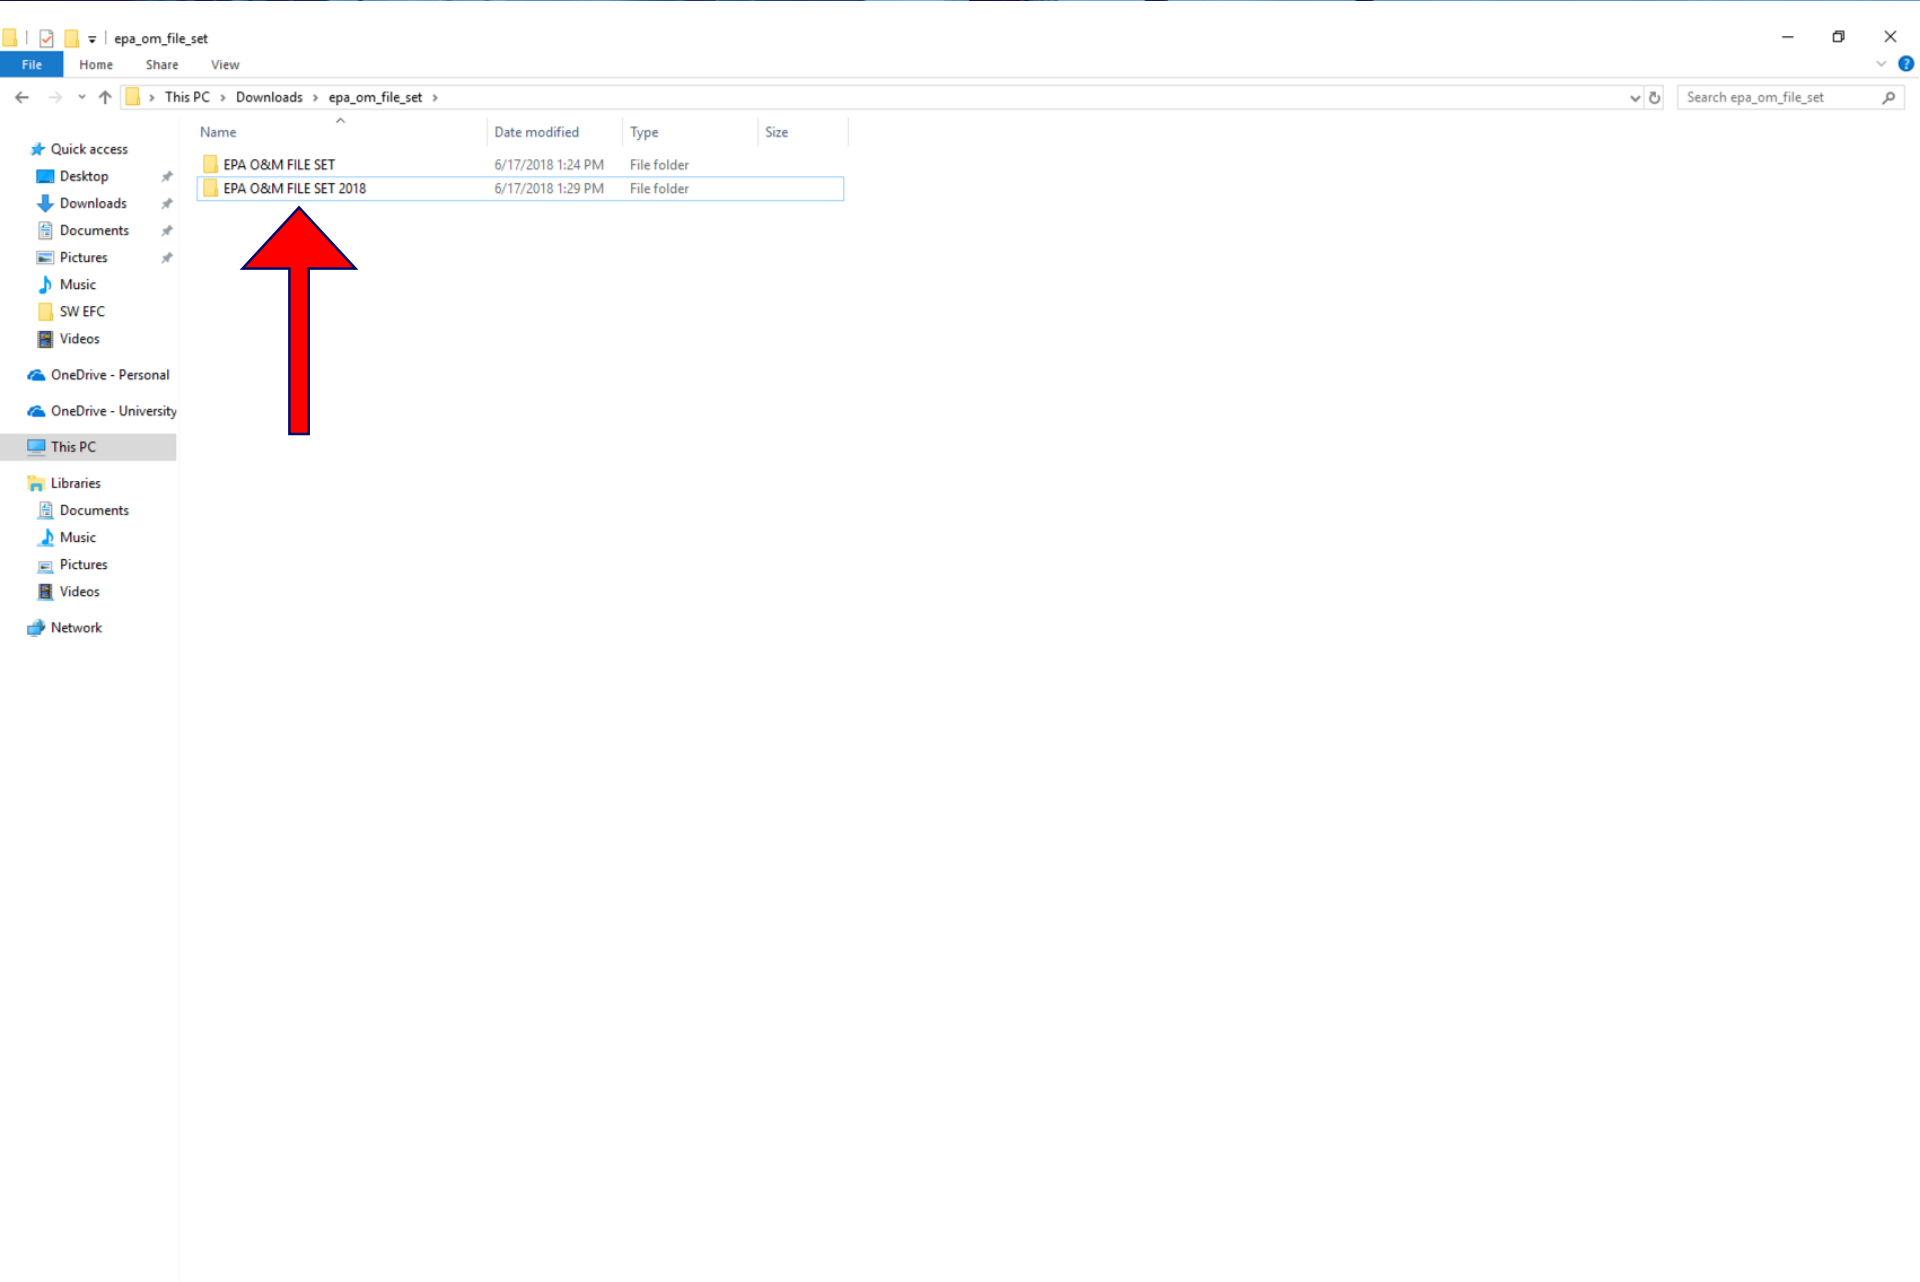 epa_om_file_set
File Home Share View
This PC Downloads epa_om_file_set
Search epa_om_file_set
Name Date modified Type Size
EPA O&M FILE SET 6/17/2018 1:24 PM File folder
EPA O&M FILE SET 2018 6/17/2018 1:29 PM File folder
Quick access
Desktop
Downloads
Documents
Pictures
Music
SW EFC
Videos
OneDrive - Personal
OneDrive - University
This PC
Libraries
Documents
Music
Pictures
Videos
Network